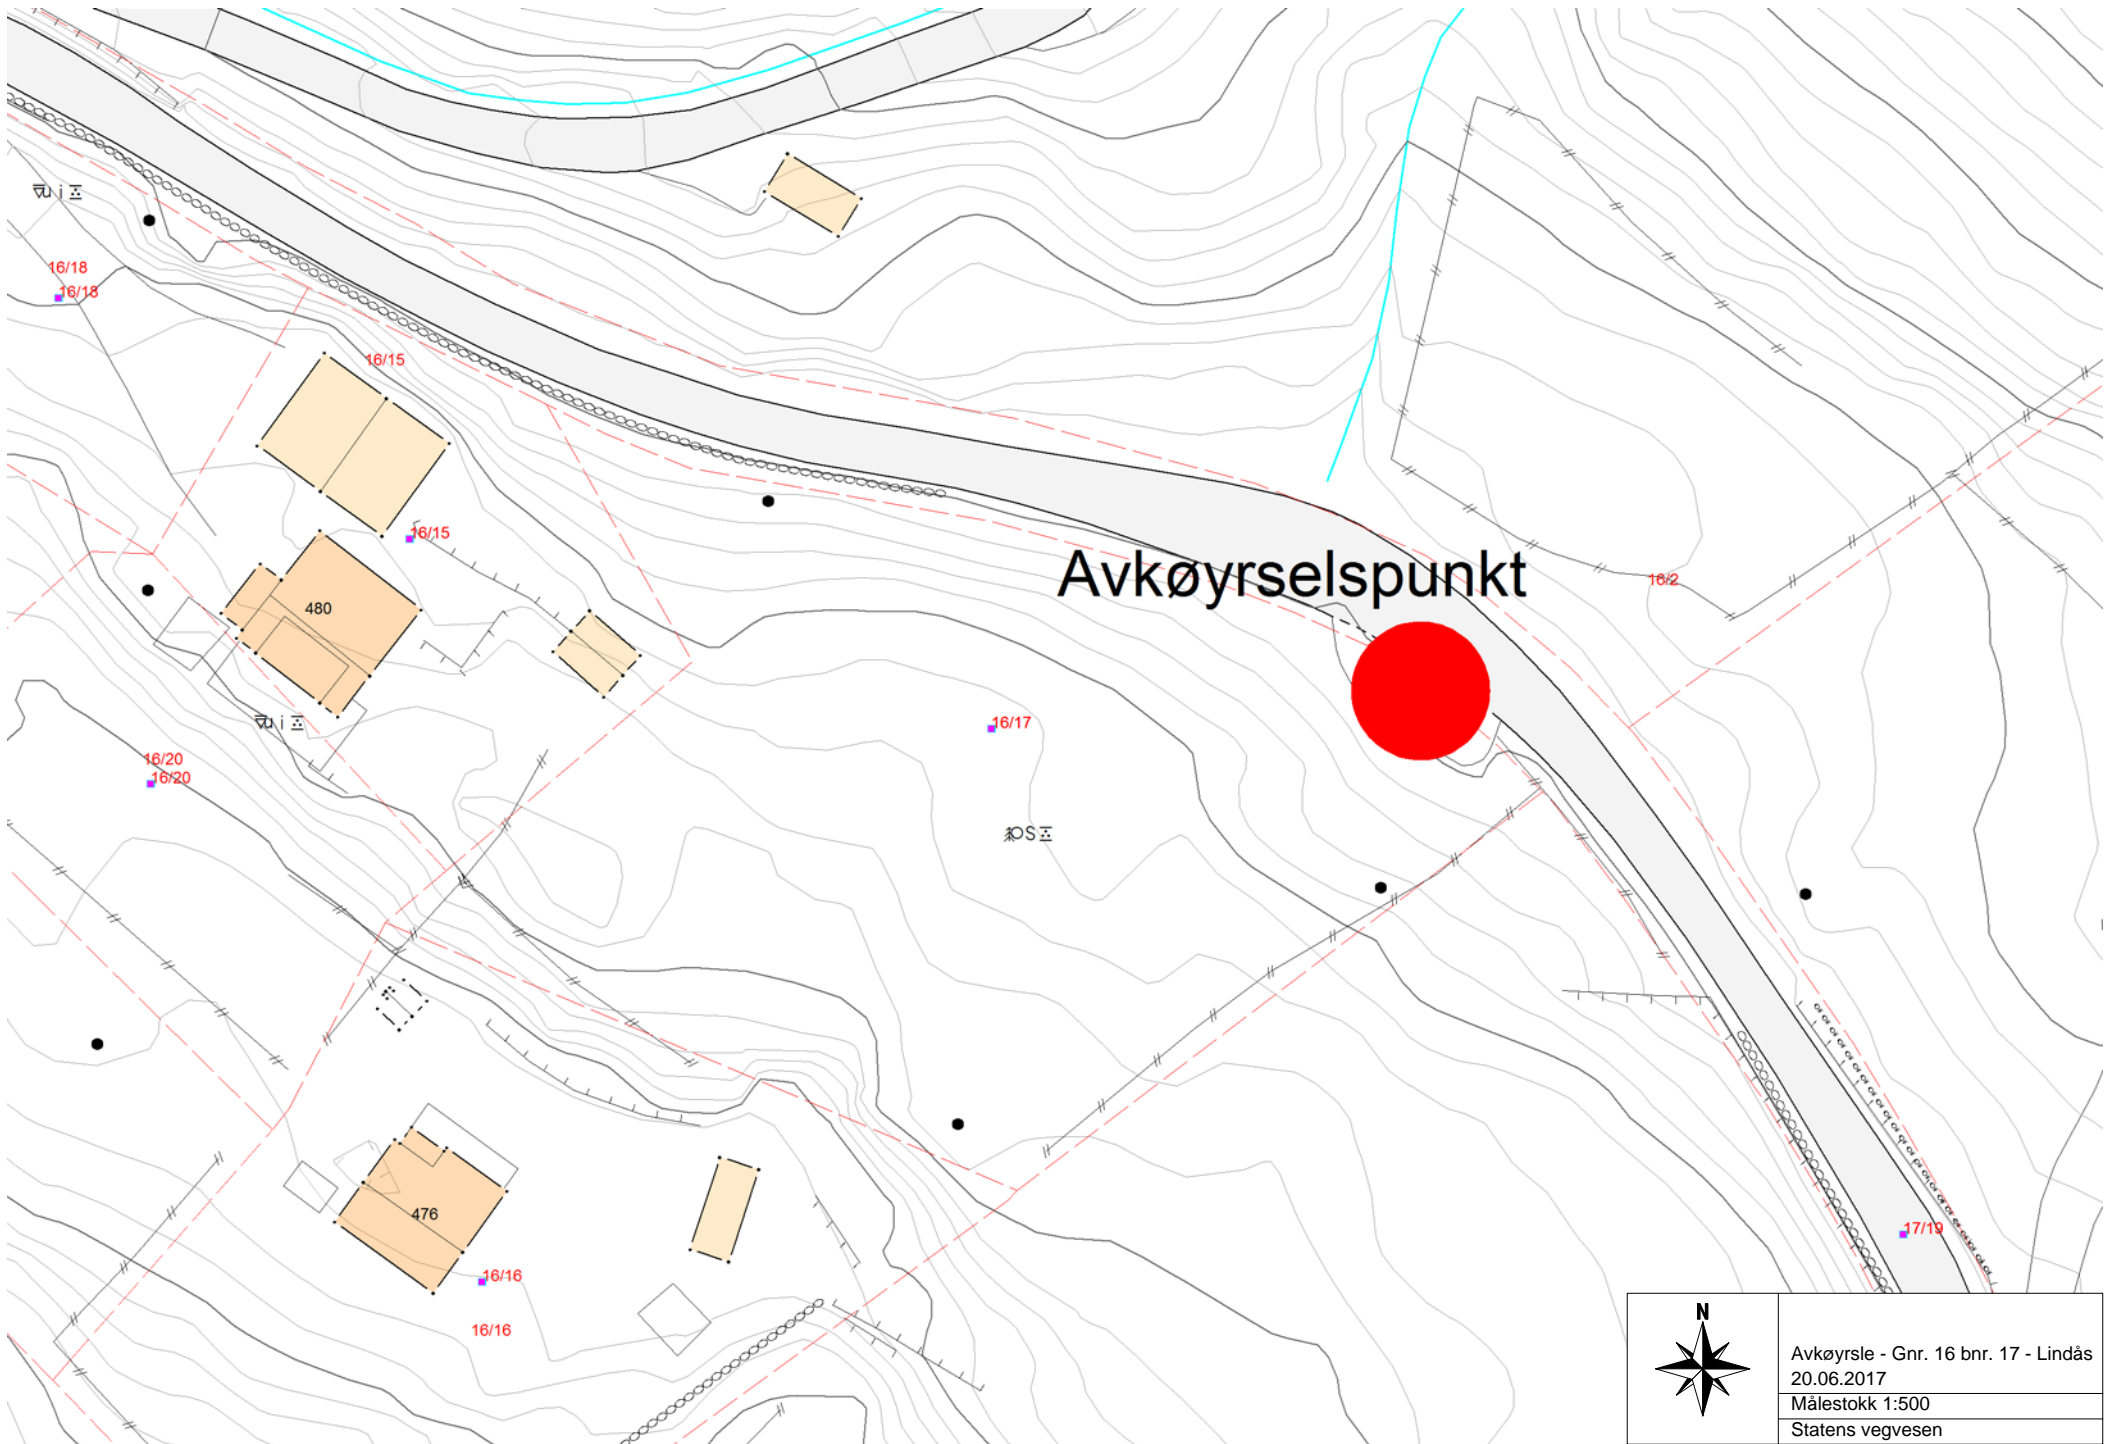 ui
16/18
16/18
16/15
16/15
Avkøyrselspunkt
16/2
480
16/17
ui
16/20
16/20
S
476
16/16
16/16
17/19
N
Avkøyrsle - Gnr. 16 bnr. 17 - Lindås
20.06.2017
Målestokk 1:500
Statens vegvesen